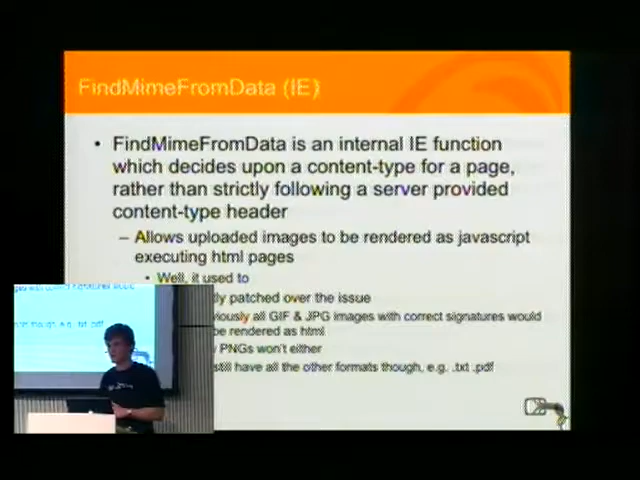 FindMimeFromData (IE)
• FindMimeFromData is an internal IE function
which decides upon a content-type for a page,
rather than strictly following a server provided
content-type header
– Allows uploaded images to be rendered as javascript
executing html pages
• Well, it used to
tly patched over the issue
viously all GIF & JPG images with correct signatures would
be rendered as html
PNGs won't either
still have all the other formats though, e.g. .txt .pdf